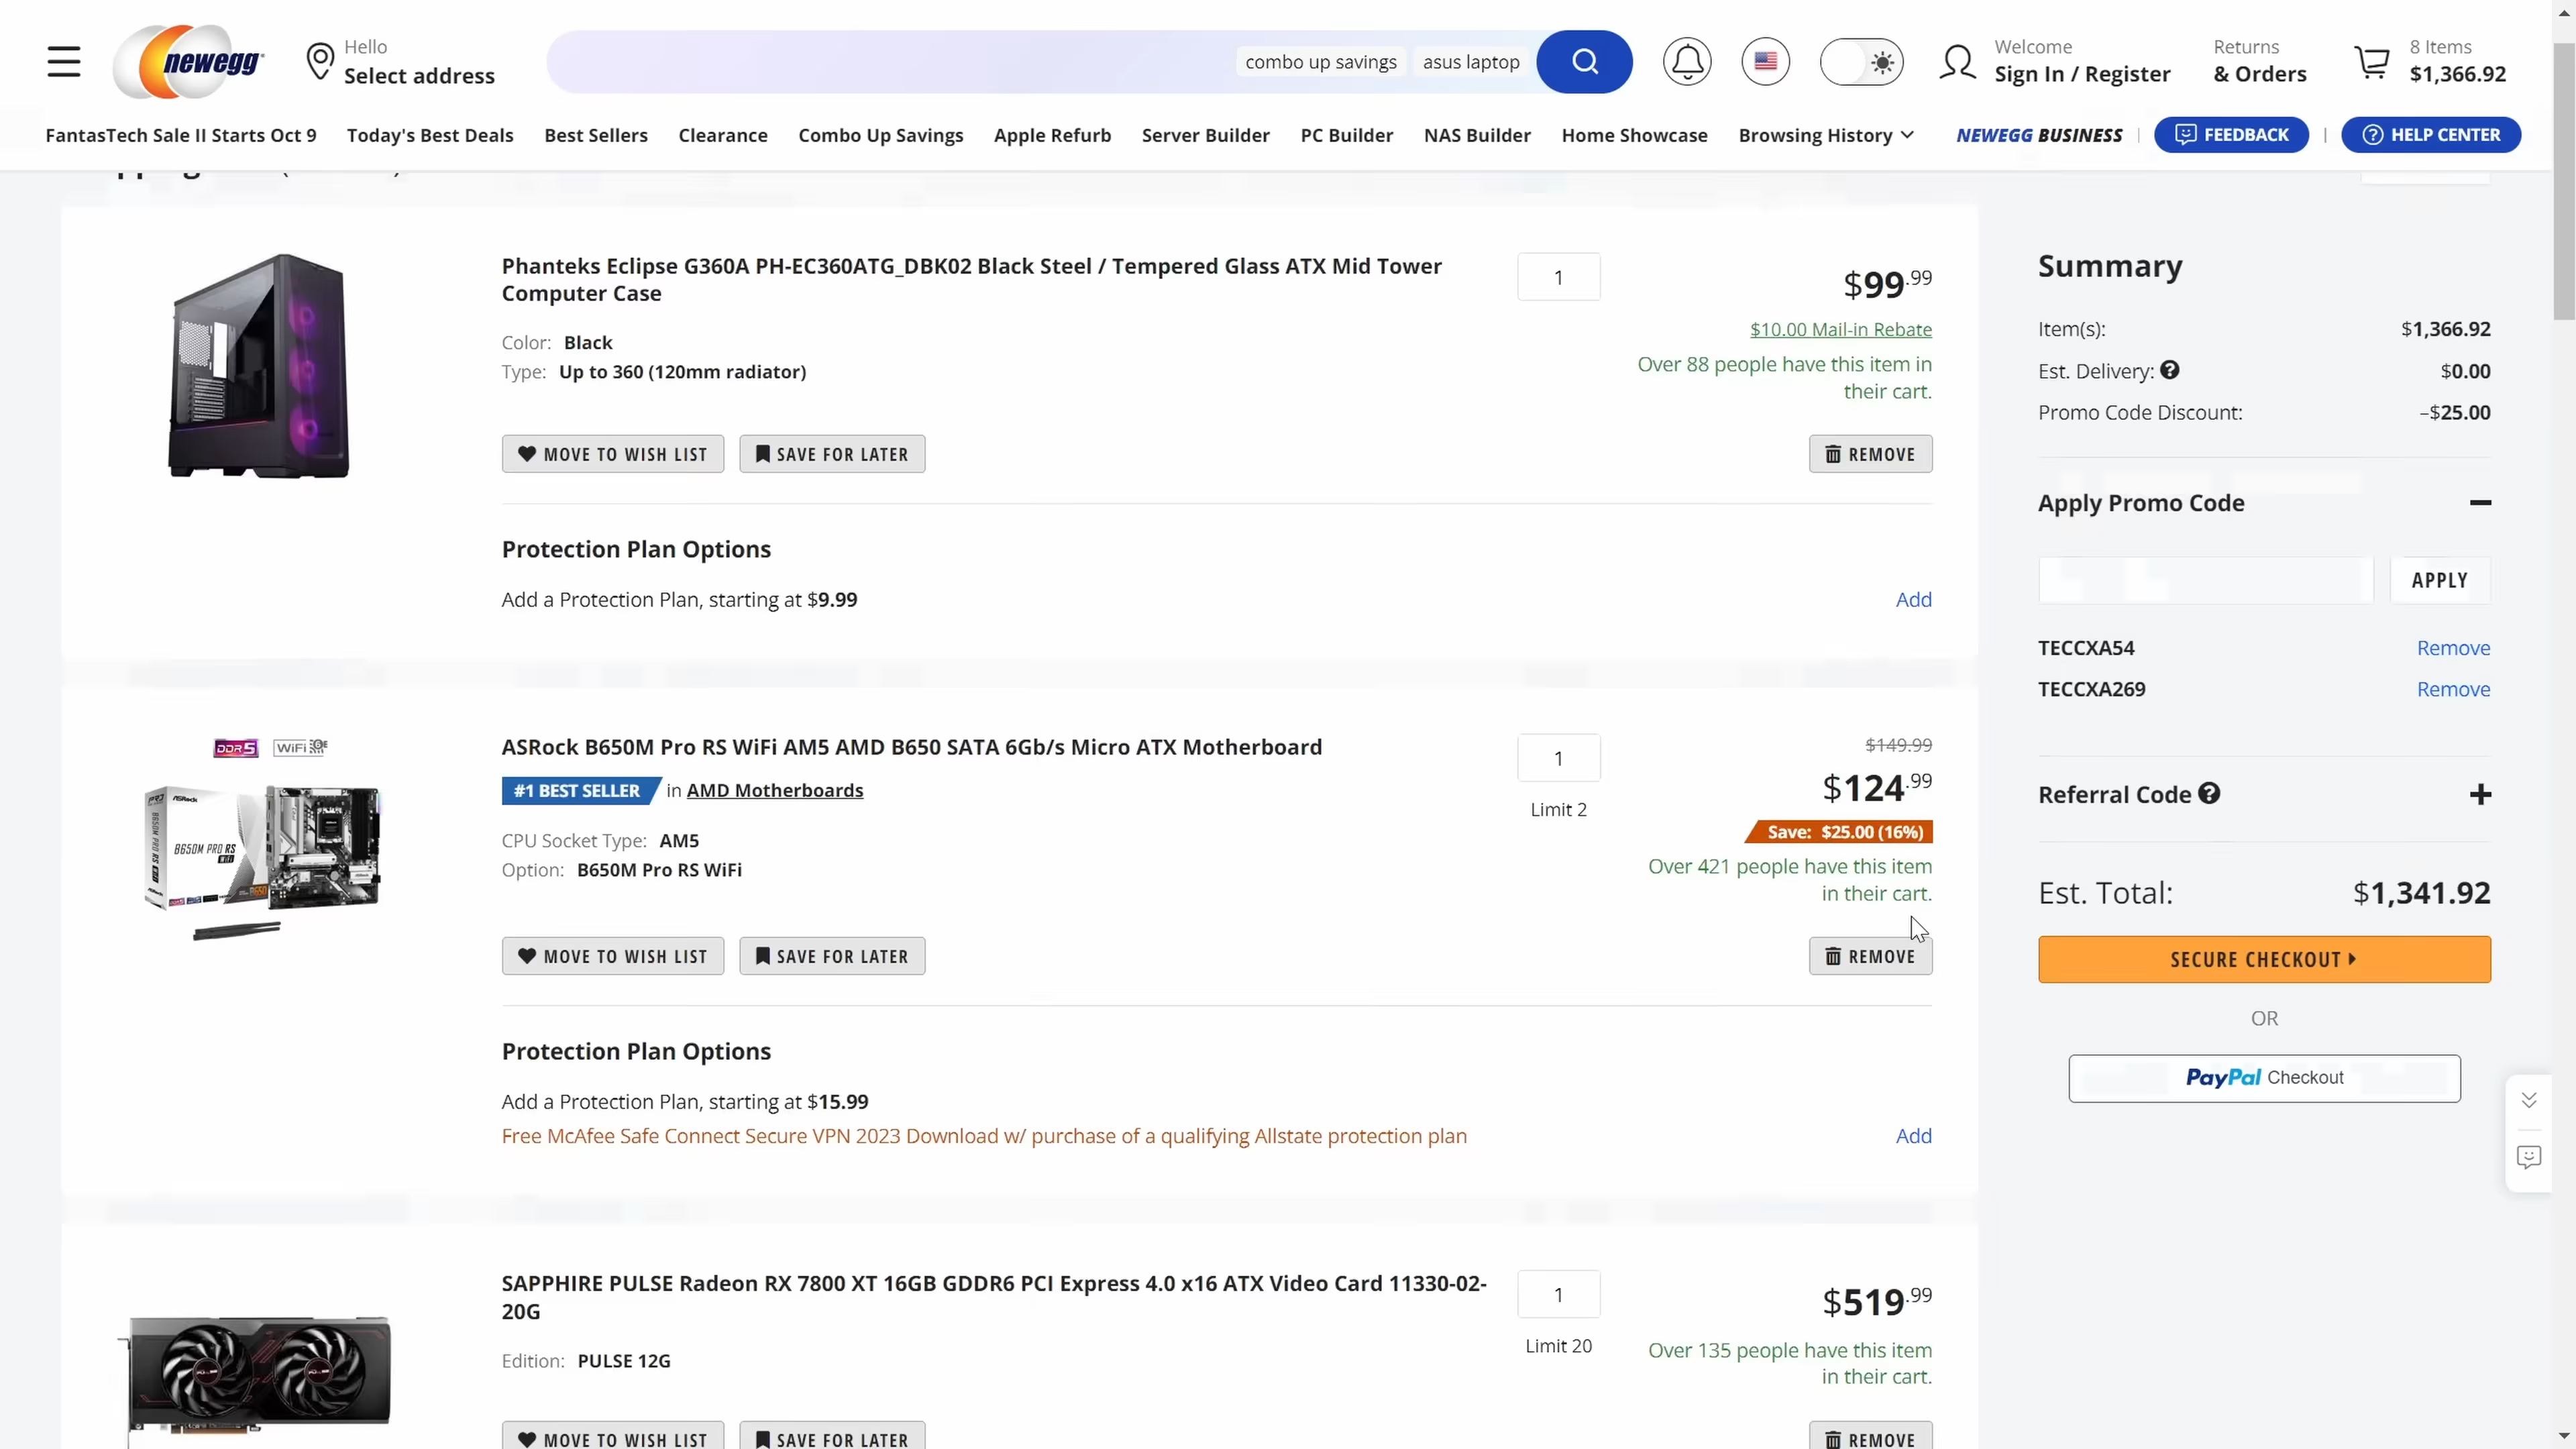 newegg
Hello
Select address
combo up savings
asus laptop
Welcome
Sign In / Register
Returns
& Orders
8 Items
$1,366.92
FantasTech Sale II Starts Oct 9
Today's Best Deals
Best Sellers
Clearance
Combo Up Savings
Apple Refurb
Server Builder
PC Builder
NAS Builder
Home Showcase
Browsing History
NEWEGG BUSINESS
FEEDBACK
HELP CENTER
Phanteks Eclipse G360A PH-EC360ATG_DBK02 Black Steel / Tempered Glass ATX Mid Tower
Computer Case
Color: Black
Type: Up to 360 (120mm radiator)
1
$99.99
$10.00 Mail-in Rebate
Over 88 people have this item in
their cart.
MOVE TO WISH LIST
SAVE FOR LATER
REMOVE
Protection Plan Options
Add a Protection Plan, starting at $9.99
Add
DDR5
WiFi 6E
B650M PRO RS
ASRock B650M Pro RS WiFi AM5 AMD B650 SATA 6Gb/s Micro ATX Motherboard
#1 BEST SELLER in AMD Motherboards
CPU Socket Type: AM5
Option: B650M Pro RS WiFi
1
Limit 2
$149.99
$124.99
Save: $25.00 (16%)
Over 421 people have this item
in their cart.
MOVE TO WISH LIST
SAVE FOR LATER
REMOVE
Protection Plan Options
Add a Protection Plan, starting at $15.99
Free McAfee Safe Connect Secure VPN 2023 Download w/ purchase of a qualifying Allstate protection plan
Add
SAPPHIRE PULSE Radeon RX 7800 XT 16GB GDDR6 PCI Express 4.0 x16 ATX Video Card 11330-02-
20G
Edition: PULSE 12G
1
Limit 20
$519.99
Over 135 people have this item
in their cart.
MOVE TO WISH LIST
SAVE FOR LATER
REMOVE
Summary
Item(s): $1,366.92
Est. Delivery: $0.00
Promo Code Discount: –$25.00
Apply Promo Code
APPLY
TECCXA54 Remove
TECCXA269 Remove
Referral Code
Est. Total: $1,341.92
SECURE CHECKOUT
OR
PayPal Checkout